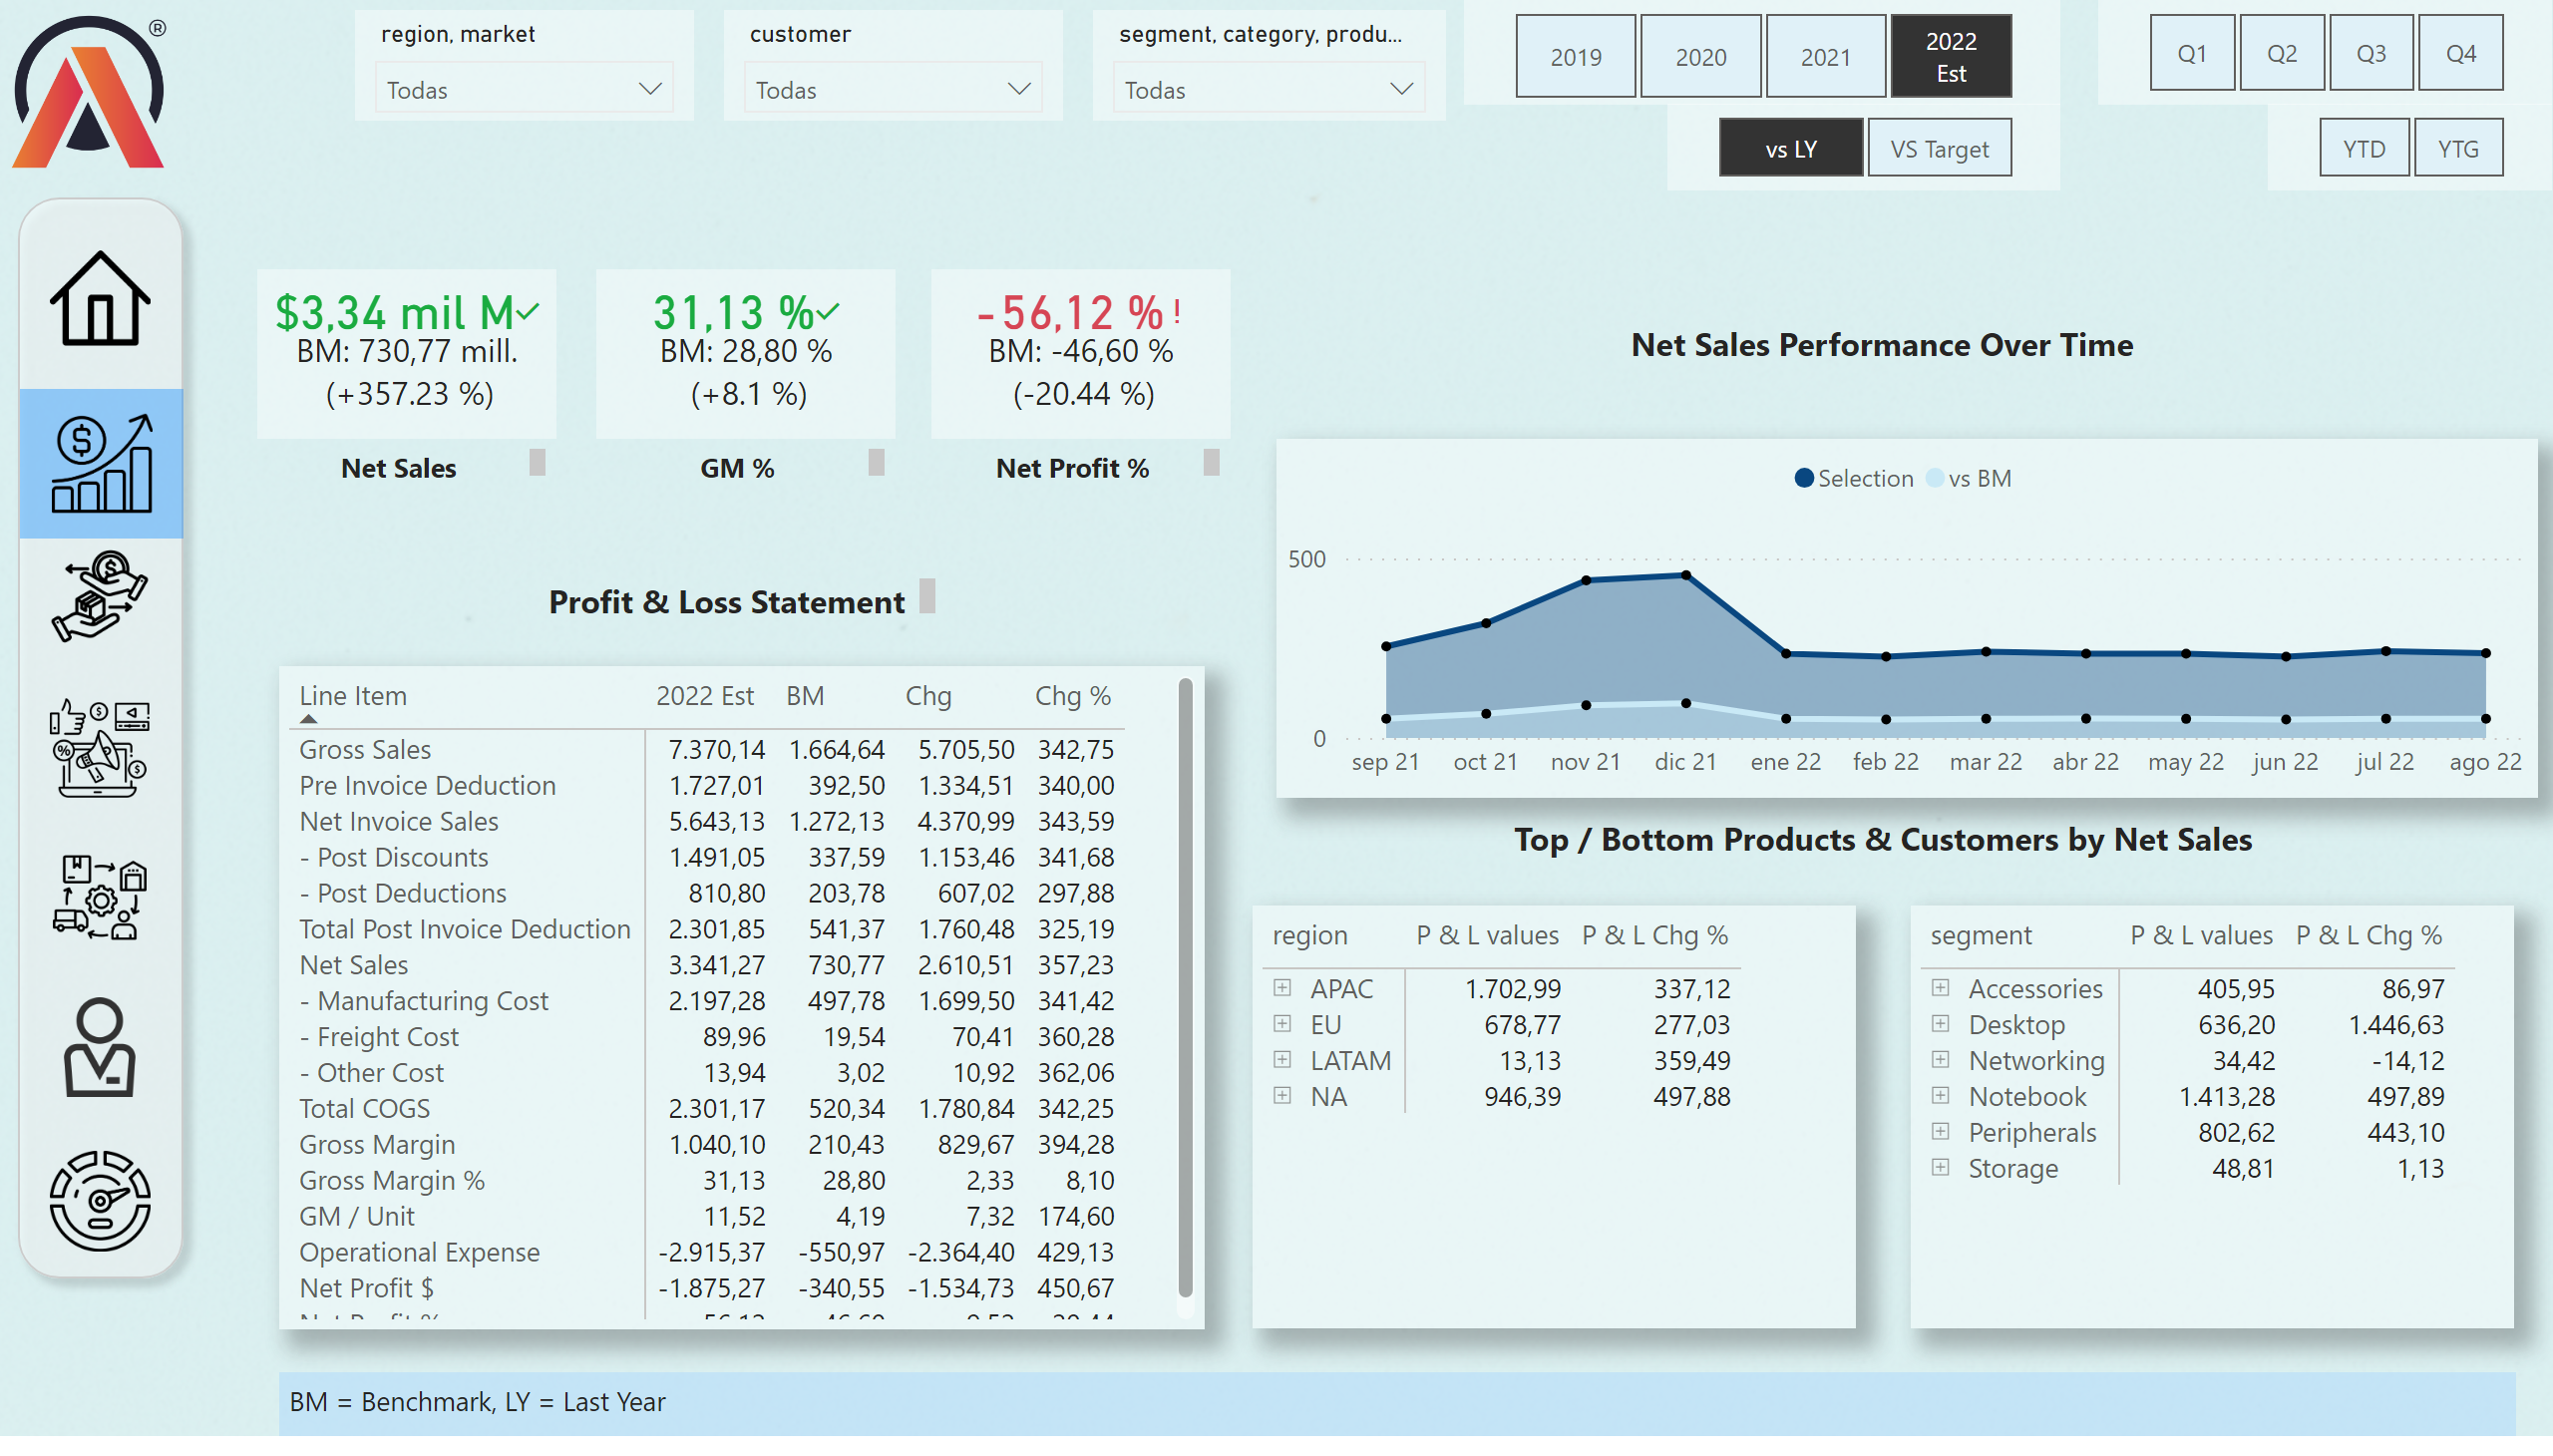 ®
region, market
Todas
customer
Todas
segment, category, produ...
Todas
2019
2020
2021
2022 Est
Q1
Q2
Q3
Q4
vs LY
VS Target
YTD
YTG
$3,34 mil M
BM: 730,77 mill.
(+357.23 %)
Net Sales
31,13 %
BM: 28,80 %
(+8.1 %)
GM %
-56,12 % !
BM: -46,60 %
(-20.44 %)
Net Profit %
Net Sales Performance Over Time
Selection vs BM
500
0
sep 21 oct 21 nov 21 dic 21 ene 22 feb 22 mar 22 abr 22 may 22 jun 22 jul 22 ago 22
Profit & Loss Statement
Line Item 2022 Est BM Chg Chg %
Gross Sales 7.370,14 1.664,64 5.705,50 342,75
Pre Invoice Deduction 1.727,01 392,50 1.334,51 340,00
Net Invoice Sales 5.643,13 1.272,13 4.370,99 343,59
- Post Discounts 1.491,05 337,59 1.153,46 341,68
- Post Deductions 810,80 203,78 607,02 297,88
Total Post Invoice Deduction 2.301,85 541,37 1.760,48 325,19
Net Sales 3.341,27 730,77 2.610,51 357,23
- Manufacturing Cost 2.197,28 497,78 1.699,50 341,42
- Freight Cost 89,96 19,54 70,41 360,28
- Other Cost 13,94 3,02 10,92 362,06
Total COGS 2.301,17 520,34 1.780,84 342,25
Gross Margin 1.040,10 210,43 829,67 394,28
Gross Margin % 31,13 28,80 2,33 8,10
GM / Unit 11,52 4,19 7,32 174,60
Operational Expense -2.915,37 -550,97 -2.364,40 429,13
Net Profit $ -1.875,27 -340,55 -1.534,73 450,67
Top / Bottom Products & Customers by Net Sales
region P & L values P & L Chg %
APAC 1.702,99 337,12
EU 678,77 277,03
LATAM 13,13 359,49
NA 946,39 497,88
segment P & L values P & L Chg %
Accessories 405,95 86,97
Desktop 636,20 1.446,63
Networking 34,42 -14,12
Notebook 1.413,28 497,89
Peripherals 802,62 443,10
Storage 48,81 1,13
BM = Benchmark, LY = Last Year